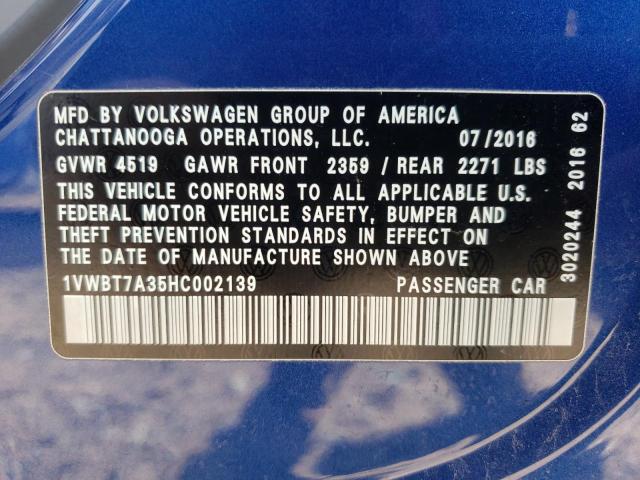 MFD BY VOLKSWAGEN GROUP OF AMERICA
CHATTANOOGA OPERATIONS, LLC. 07/2016
GVWR 4519 GAWR FRONT 2359 / REAR 2271 LBS
THIS VEHICLE CONFORMS TO ALL APPLICABLE U.S.
FEDERAL MOTOR VEHICLE SAFETY, BUMPER AND
THEFT PREVENTION STANDARDS IN EFFECT ON
THE DATE OF MANUFACTURE SHOWN ABOVE
1VWBT7A35HC002139 PASSENGER CAR
3020244 2016 62